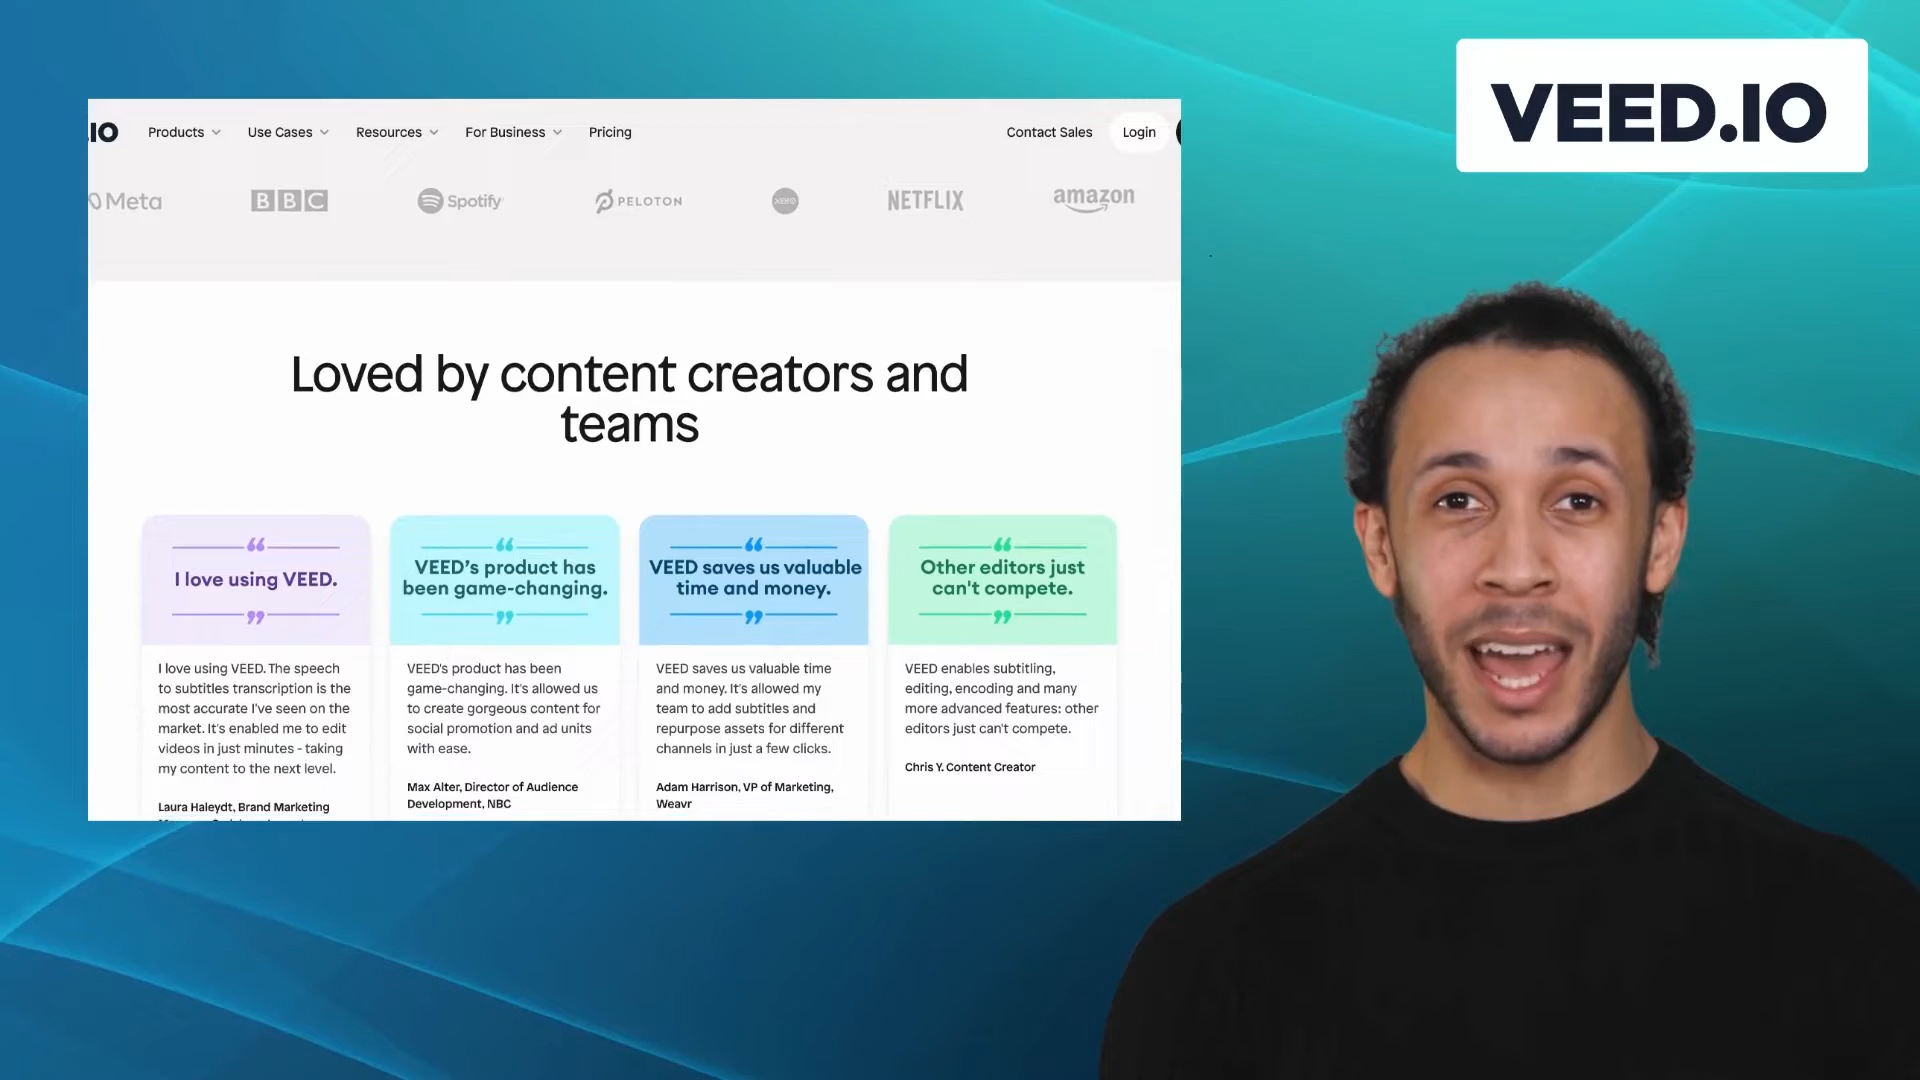 VEED.IO
.IO Products Use Cases Resources For Business Pricing Contact Sales Login
Meta BBC Spotify PELOTON xero NETFLIX amazon
Loved by content creators and
teams
I love using VEED.
I love using VEED. The speech
to subtitles transcription is the
most accurate I've seen on the
market. It's enabled me to edit
videos in just minutes - taking
my content to the next level.
Laura Haleydt, Brand Marketing
VEED's product has
been game-changing.
VEED's product has been
game-changing. It's allowed us
to create gorgeous content for
social promotion and ad units
with ease.
Max Alter, Director of Audience
Development, NBC
VEED saves us valuable
time and money.
VEED saves us valuable time
and money. It's allowed my
team to add subtitles and
repurpose assets for different
channels in just a few clicks.
Adam Harrison, VP of Marketing,
Weavr
Other editors just
can't compete.
VEED enables subtitling,
editing, encoding and many
more advanced features: other
editors just can't compete.
Chris Y. Content Creator